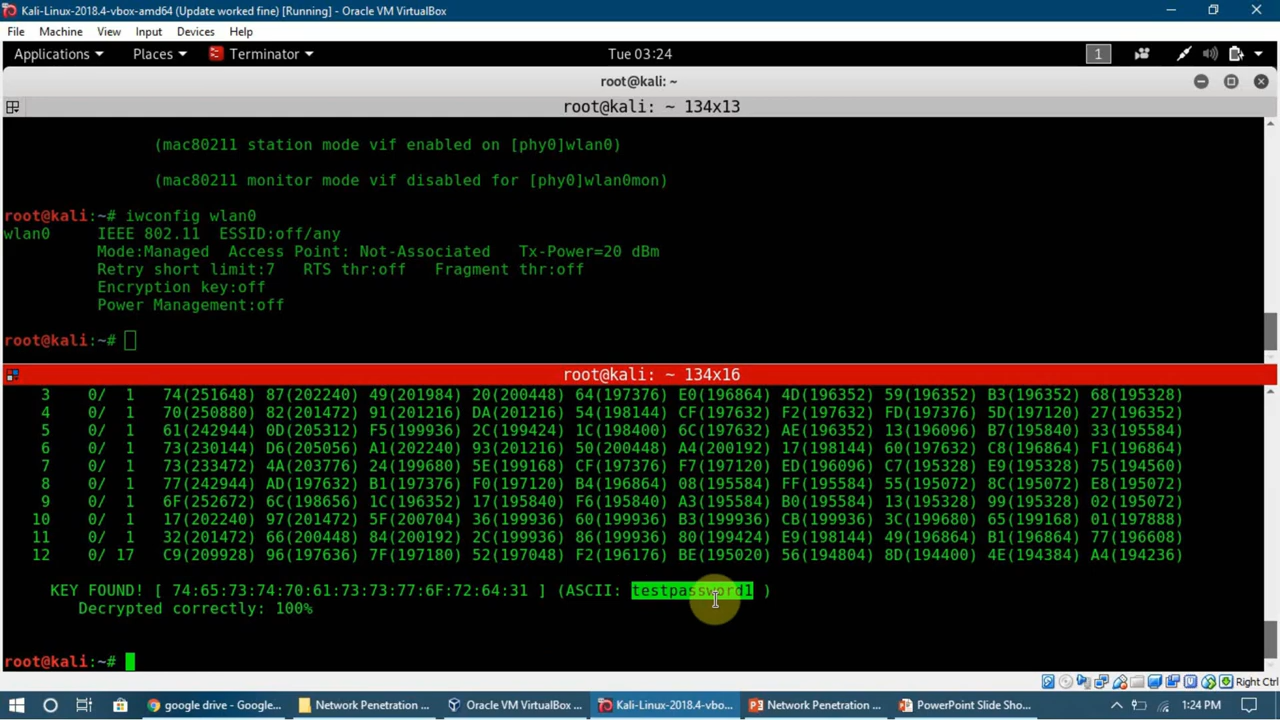 Kali-Linux-2018.4-vbox-amd64 (Update worked fine) [Running] - Oracle VM VirtualBox
File Machine View Input Devices Help
Applications Places Terminator Tue 03:24 1
root@kali: ~
root@kali: ~ 134x13
(mac80211 station mode vif enabled on [phy0]wlan0)
(mac80211 monitor mode vif disabled for [phy0]wlan0mon)
root@kali:~# iwconfig wlan0
wlan0 IEEE 802.11 ESSID:off/any
Mode:Managed Access Point: Not-Associated Tx-Power=20 dBm
Retry short limit:7 RTS thr:off Fragment thr:off
Encryption key:off
Power Management:off
root@kali:~#
root@kali: ~ 134x16
3 0/ 1 74(251648) 87(202240) 49(201984) 20(200448) 64(197376) E0(196864) 4D(196352) 59(196352) B3(196352) 68(195328)
4 0/ 1 70(250880) 82(201472) 91(201216) DA(201216) 54(198144) CF(197632) F2(197632) FD(197376) 5D(197120) 27(196352)
5 0/ 1 61(242944) 0D(205312) F5(199936) 2C(199424) 1C(198400) 6C(197632) AE(196352) 13(196096) B7(195840) 33(195584)
6 0/ 1 73(230144) D6(205056) A1(202240) 93(201216) 50(200448) A4(200192) 17(198144) 60(197632) C8(196864) F1(196864)
7 0/ 1 73(233472) 4A(203776) 24(199680) 5E(199168) CF(197376) F7(197120) ED(196096) C7(195328) E9(195328) 75(194560)
8 0/ 1 77(242944) AD(197632) B1(197376) F0(197120) B4(196864) 08(195584) FF(195584) 55(195072) 8C(195072) E8(195072)
9 0/ 1 6F(252672) 6C(198656) 1C(196352) 17(195840) F6(195840) A3(195584) B0(195584) 13(195328) 99(195328) 02(195072)
10 0/ 1 17(202240) 97(201472) 5F(200704) 36(199936) 60(199936) B3(199936) CB(199936) 3C(199680) 65(199168) 01(197888)
11 0/ 1 32(201472) 66(200448) 84(200192) 2C(199936) 86(199936) 80(199424) E9(198144) 49(196864) B1(196864) 77(196608)
12 0/ 17 C9(209928) 96(197636) 7F(197180) 52(197048) F2(196176) BE(195020) 56(194804) 8D(194400) 4E(194384) A4(194236)
KEY FOUND! [ 74:65:73:74:70:61:73:73:77:6F:72:64:31 ] (ASCII: testpassword1 )
Decrypted correctly: 100%
root@kali:~#
Right Ctrl
google drive - Google... Network Penetration ... Oracle VM VirtualBox ... Kali-Linux-2018.4-vbo... Network Penetration ... PowerPoint Slide Sho... 1:24 PM